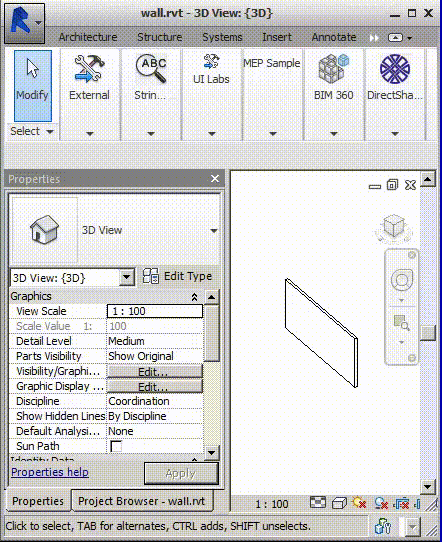 wall.rvt - 3D View: {3D}
Architecture Structure Systems Insert Annotate
ABC
Modify External Strin... UI Labs MEP Sample BIM 360 DirectSha...
Select
Properties
3D View
3D View: {3D} Edit Type
Graphics
View Scale 1 : 100
Scale Value 1: 100
Detail Level Medium
Parts Visibility Show Original
Visibility/Graphi... Edit...
Graphic Display ... Edit...
Discipline Coordination
Show Hidden Lines By Discipline
Default Analysi... None
Sun Path
Identity Data
Properties help Apply
Properties Project Browser - wall.rvt
1 : 100
Click to select, TAB for alternates, CTRL adds, SHIFT unselects.